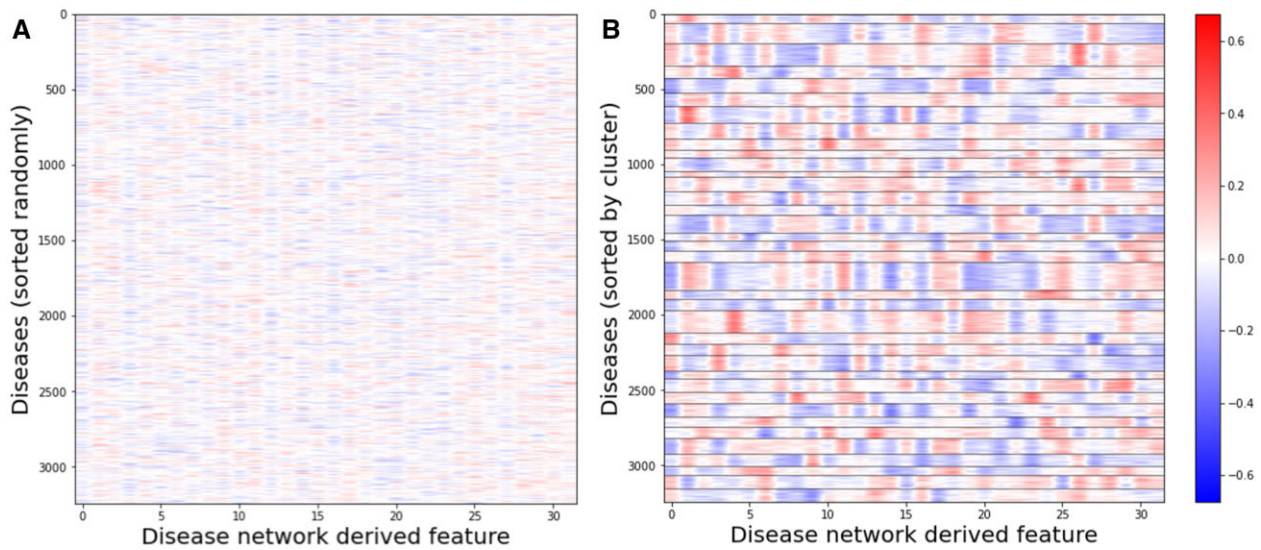 A
0
500
1000
1500
2000
2500
3000
Diseases (sorted randomly)
0 5 10 15 20 25 30
Disease network derived feature
B
0
500
1000
1500
2000
2500
3000
Diseases (sorted by cluster)
0 5 10 15 20 25 30
Disease network derived feature
0.6
0.4
0.2
0.0
−0.2
−0.4
−0.6